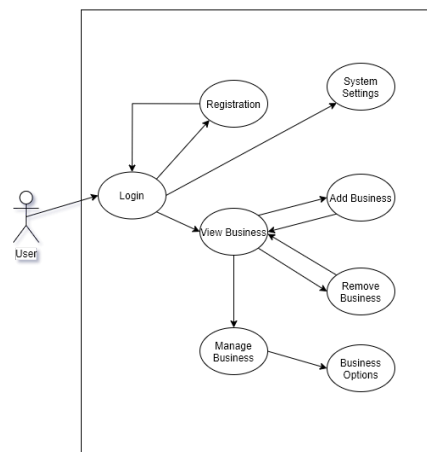 System
Settings
Registration
Login
Add Business
View Business
User
Remove
Business
Manage
Business
Business
Options